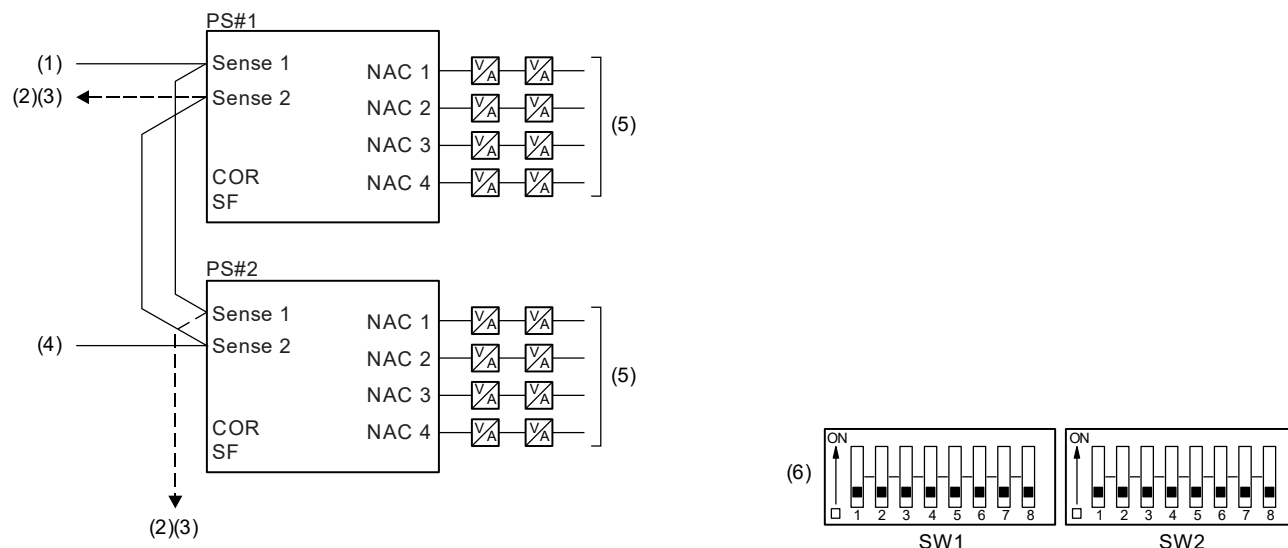 PS#1
(1)
Sense 1
NAC 1
V/A V/A
(2)(3)
Sense 2
NAC 2
V/A V/A
(5)
NAC 3
V/A V/A
COR
NAC 4
V/A V/A
SF
PS#2
Sense 1
NAC 1
V/A V/A
(4)
Sense 2
NAC 2
V/A V/A
(5)
NAC 3
V/A V/A
COR
NAC 4
V/A V/A
SF
(2)(3)
(6)
ON
1 2 3 4 5 6 7 8
SW1
ON
1 2 3 4 5 6 7 8
SW2